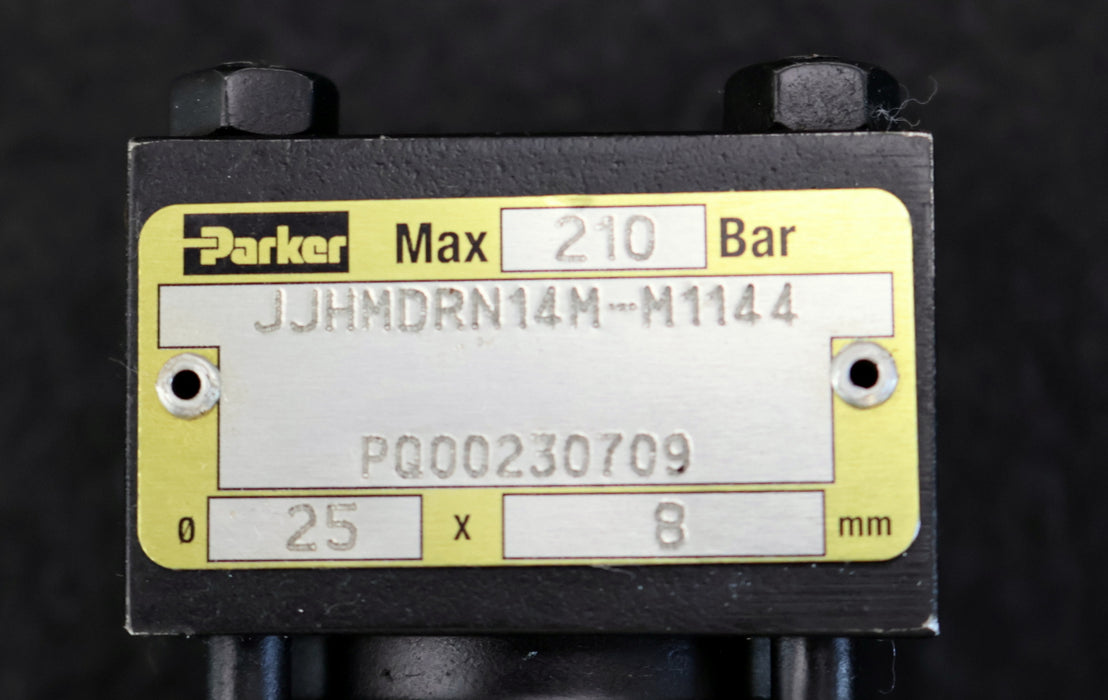 Parker Max 210 Bar
JJHMDRN14M-M1144
PQ00230709
Ø 25 x 8 mm